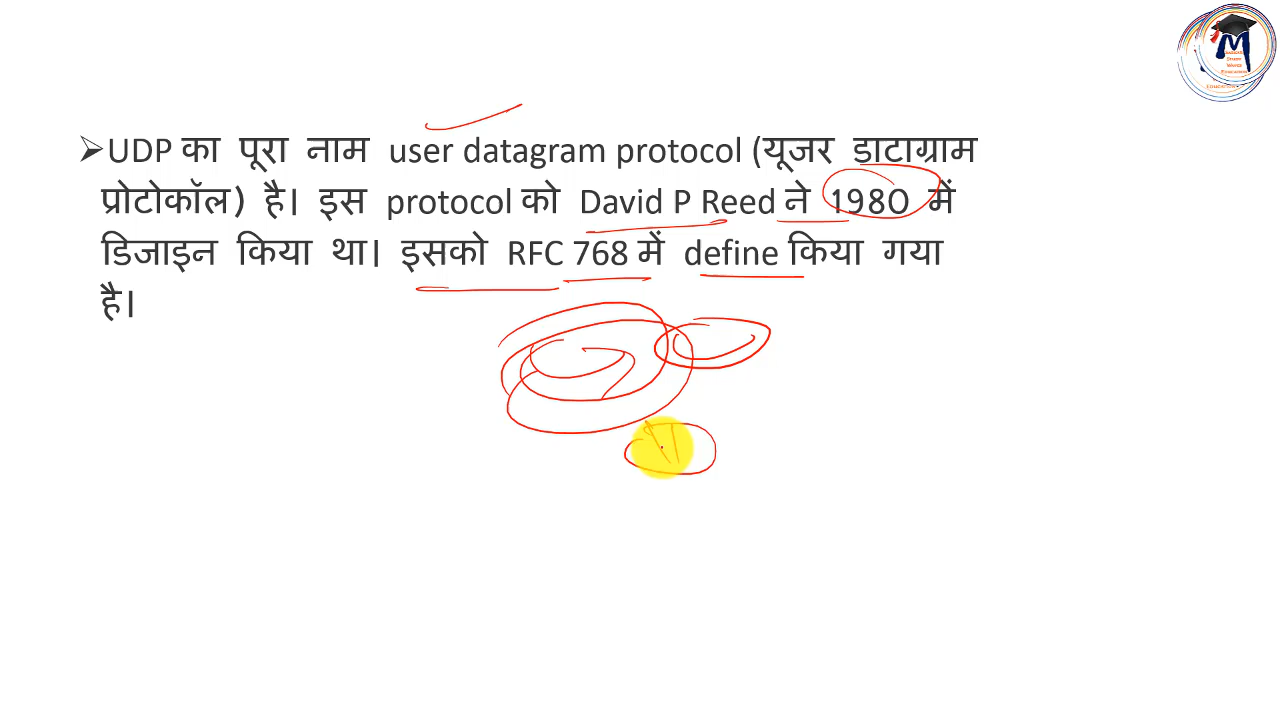 ➢UDP का पूरा नाम user datagram protocol (यूजर डाटाग्राम
प्रोटोकॉल) है। इस protocol को David P Reed ने 1980 में
डिजाइन किया था। इसको RFC 768 में define किया गया
है।